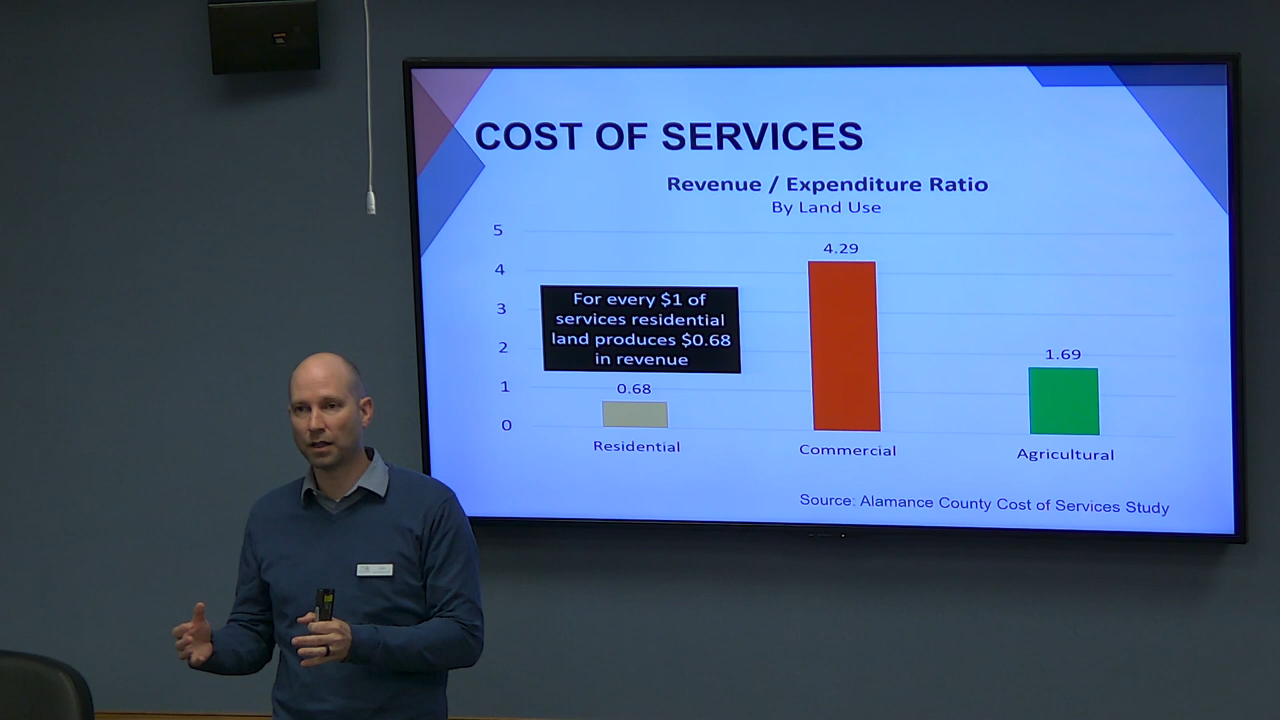 COST OF SERVICES
Revenue / Expenditure Ratio
By Land Use
5
4
3
2
1
0
For every $1 of
services residential
land produces $0.68
in revenue
0.68
4.29
1.69
Residential
Commercial
Agricultural
Source: Alamance County Cost of Services Study